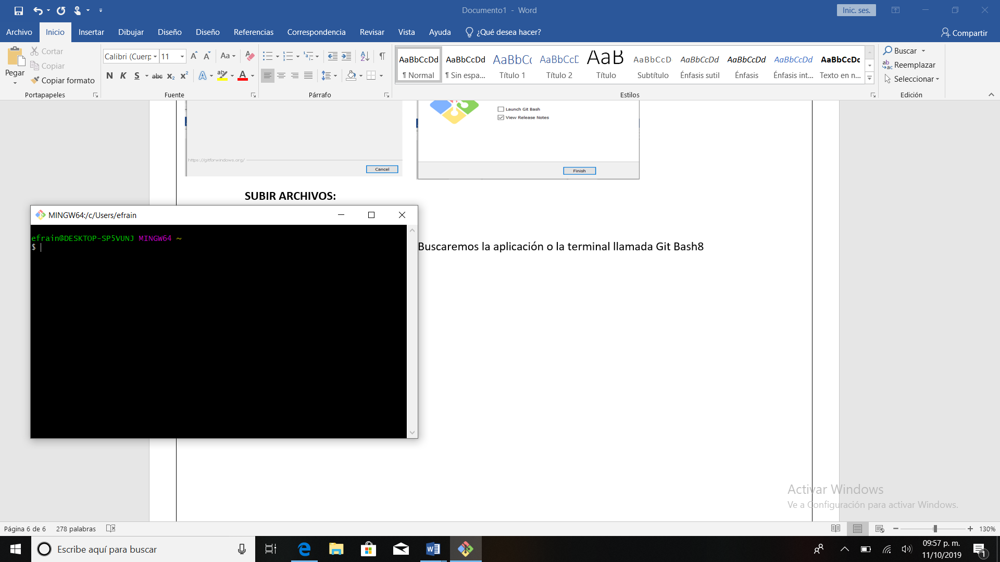 Documento1 - Word
Inic. ses.
Archivo Inicio Insertar Dibujar Diseño Diseño Referencias Correspondencia Revisar Vista Ayuda ¿Qué desea hacer? Compartir
Pegar
Cortar
Copiar
Copiar formato
Portapapeles
Calibri (Cuerp 11 Aa
N K S abc x₂ x² A A
Fuente
Párrafo
AaBbCcDd AaBbCcDd AaBbC AaBbCcD AaB AaBbCcD AaBbCcDd AaBbCcDd AaBbCcDd AaBbCcDc
¶ Normal ¶ Sin espa... Título 1 Título 2 Título Subtítulo Énfasis sutil Énfasis Énfasis int... Texto en n...
Estilos
Buscar
Reemplazar
Seleccionar
Edición
Launch Git Bash
View Release Notes
https://gitforwindows.org/
Cancel
Finish
SUBIR ARCHIVOS:
MINGW64:/c/Users/efrain
efrain@DESKTOP-SP5VUNJ MINGW64 ~
$
Buscaremos la aplicación o la terminal llamada Git Bash8
Activar Windows
Ve a Configuración para activar Windows.
Página 6 de 6 278 palabras 130%
Escribe aquí para buscar
09:57 p. m.
11/10/2019
1